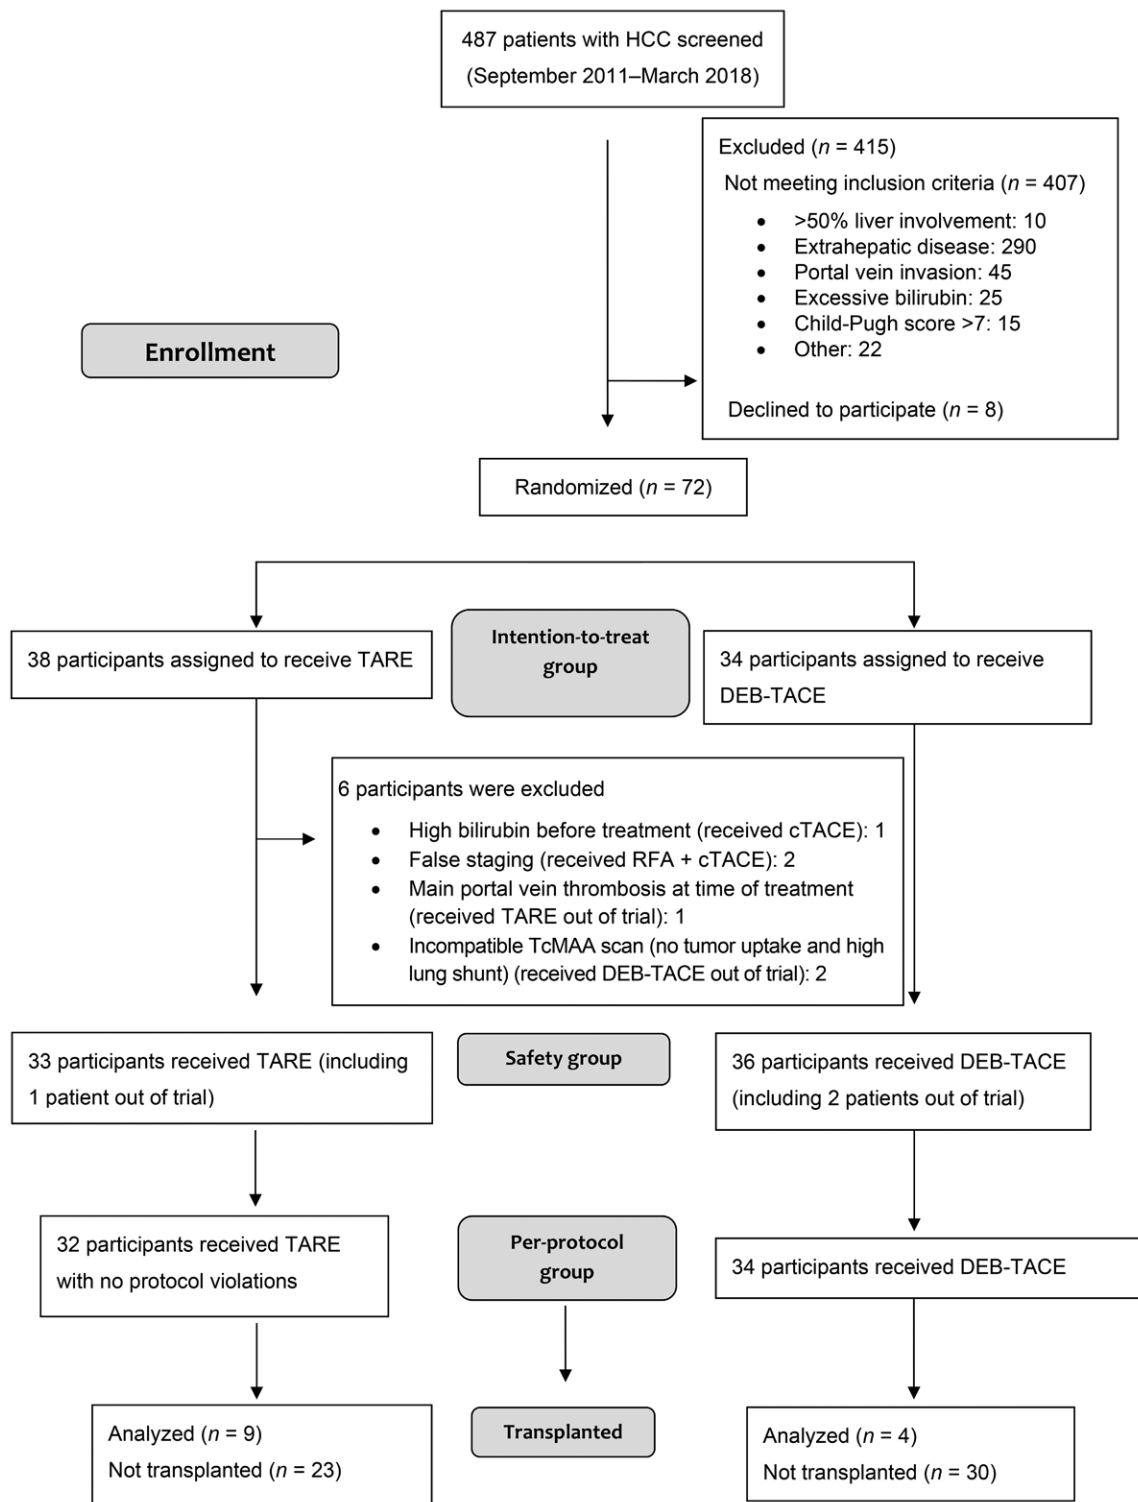 487 patients with HCC screened
(September 2011–March 2018)
Excluded (n = 415)
Not meeting inclusion criteria (n = 407)
• >50% liver involvement: 10
• Extrahepatic disease: 290
• Portal vein invasion: 45
• Excessive bilirubin: 25
• Child-Pugh score >7: 15
• Other: 22
Declined to participate (n = 8)
Enrollment
Randomized (n = 72)
38 participants assigned to receive TARE
Intention-to-treat
group
34 participants assigned to receive
DEB-TACE
6 participants were excluded
• High bilirubin before treatment (received cTACE): 1
• False staging (received RFA + cTACE): 2
• Main portal vein thrombosis at time of treatment
(received TARE out of trial): 1
• Incompatible TcMAA scan (no tumor uptake and high
lung shunt) (received DEB-TACE out of trial): 2
33 participants received TARE (including
1 patient out of trial)
Safety group
36 participants received DEB-TACE
(including 2 patients out of trial)
32 participants received TARE
with no protocol violations
Per-protocol
group
34 participants received DEB-TACE
Analyzed (n = 9)
Not transplanted (n = 23)
Transplanted
Analyzed (n = 4)
Not transplanted (n = 30)